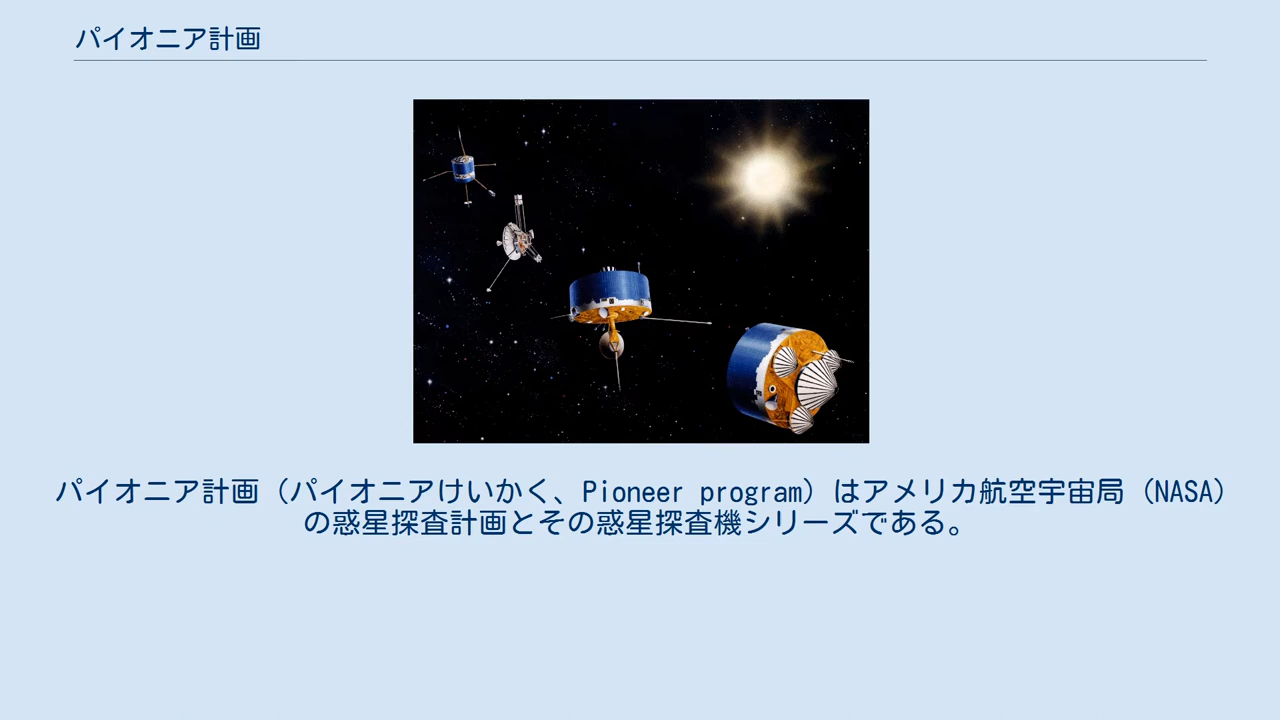 パイオニア計画
パイオニア計画（パイオニアけいかく、Pioneer program）はアメリカ航空宇宙局（NASA）
の惑星探査計画とその惑星探査機シリーズである。